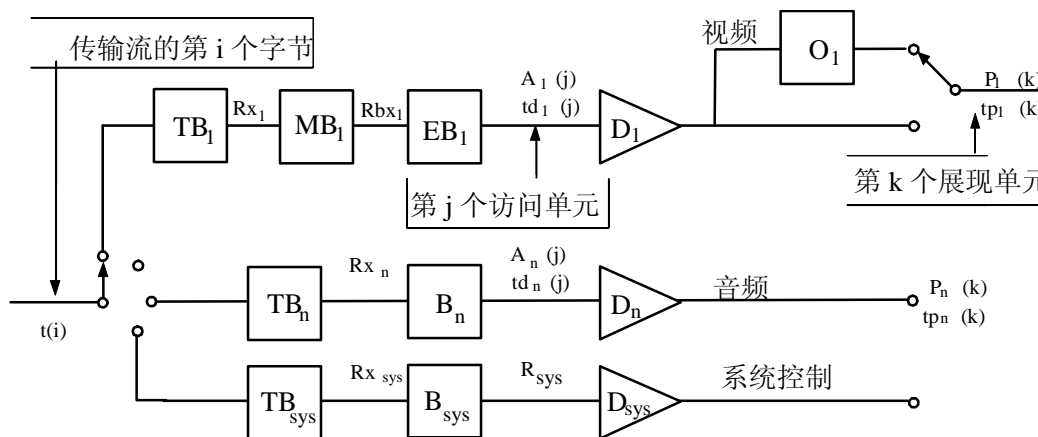 传输流的第 i 个字节
视频
O1
P1 (k)
tp1 (k)
A1 (j)
td1 (j)
Rx1
Rbx1
TB1
MB1
EB1
D1
第 j 个访问单元
第 k 个展现单元
t(i)
An (j)
tdn (j)
Rxn
TBn
Bn
Dn
音频
Pn (k)
tpn (k)
Rxsys
Rsys
TBsys
Bsys
Dsys
系统控制